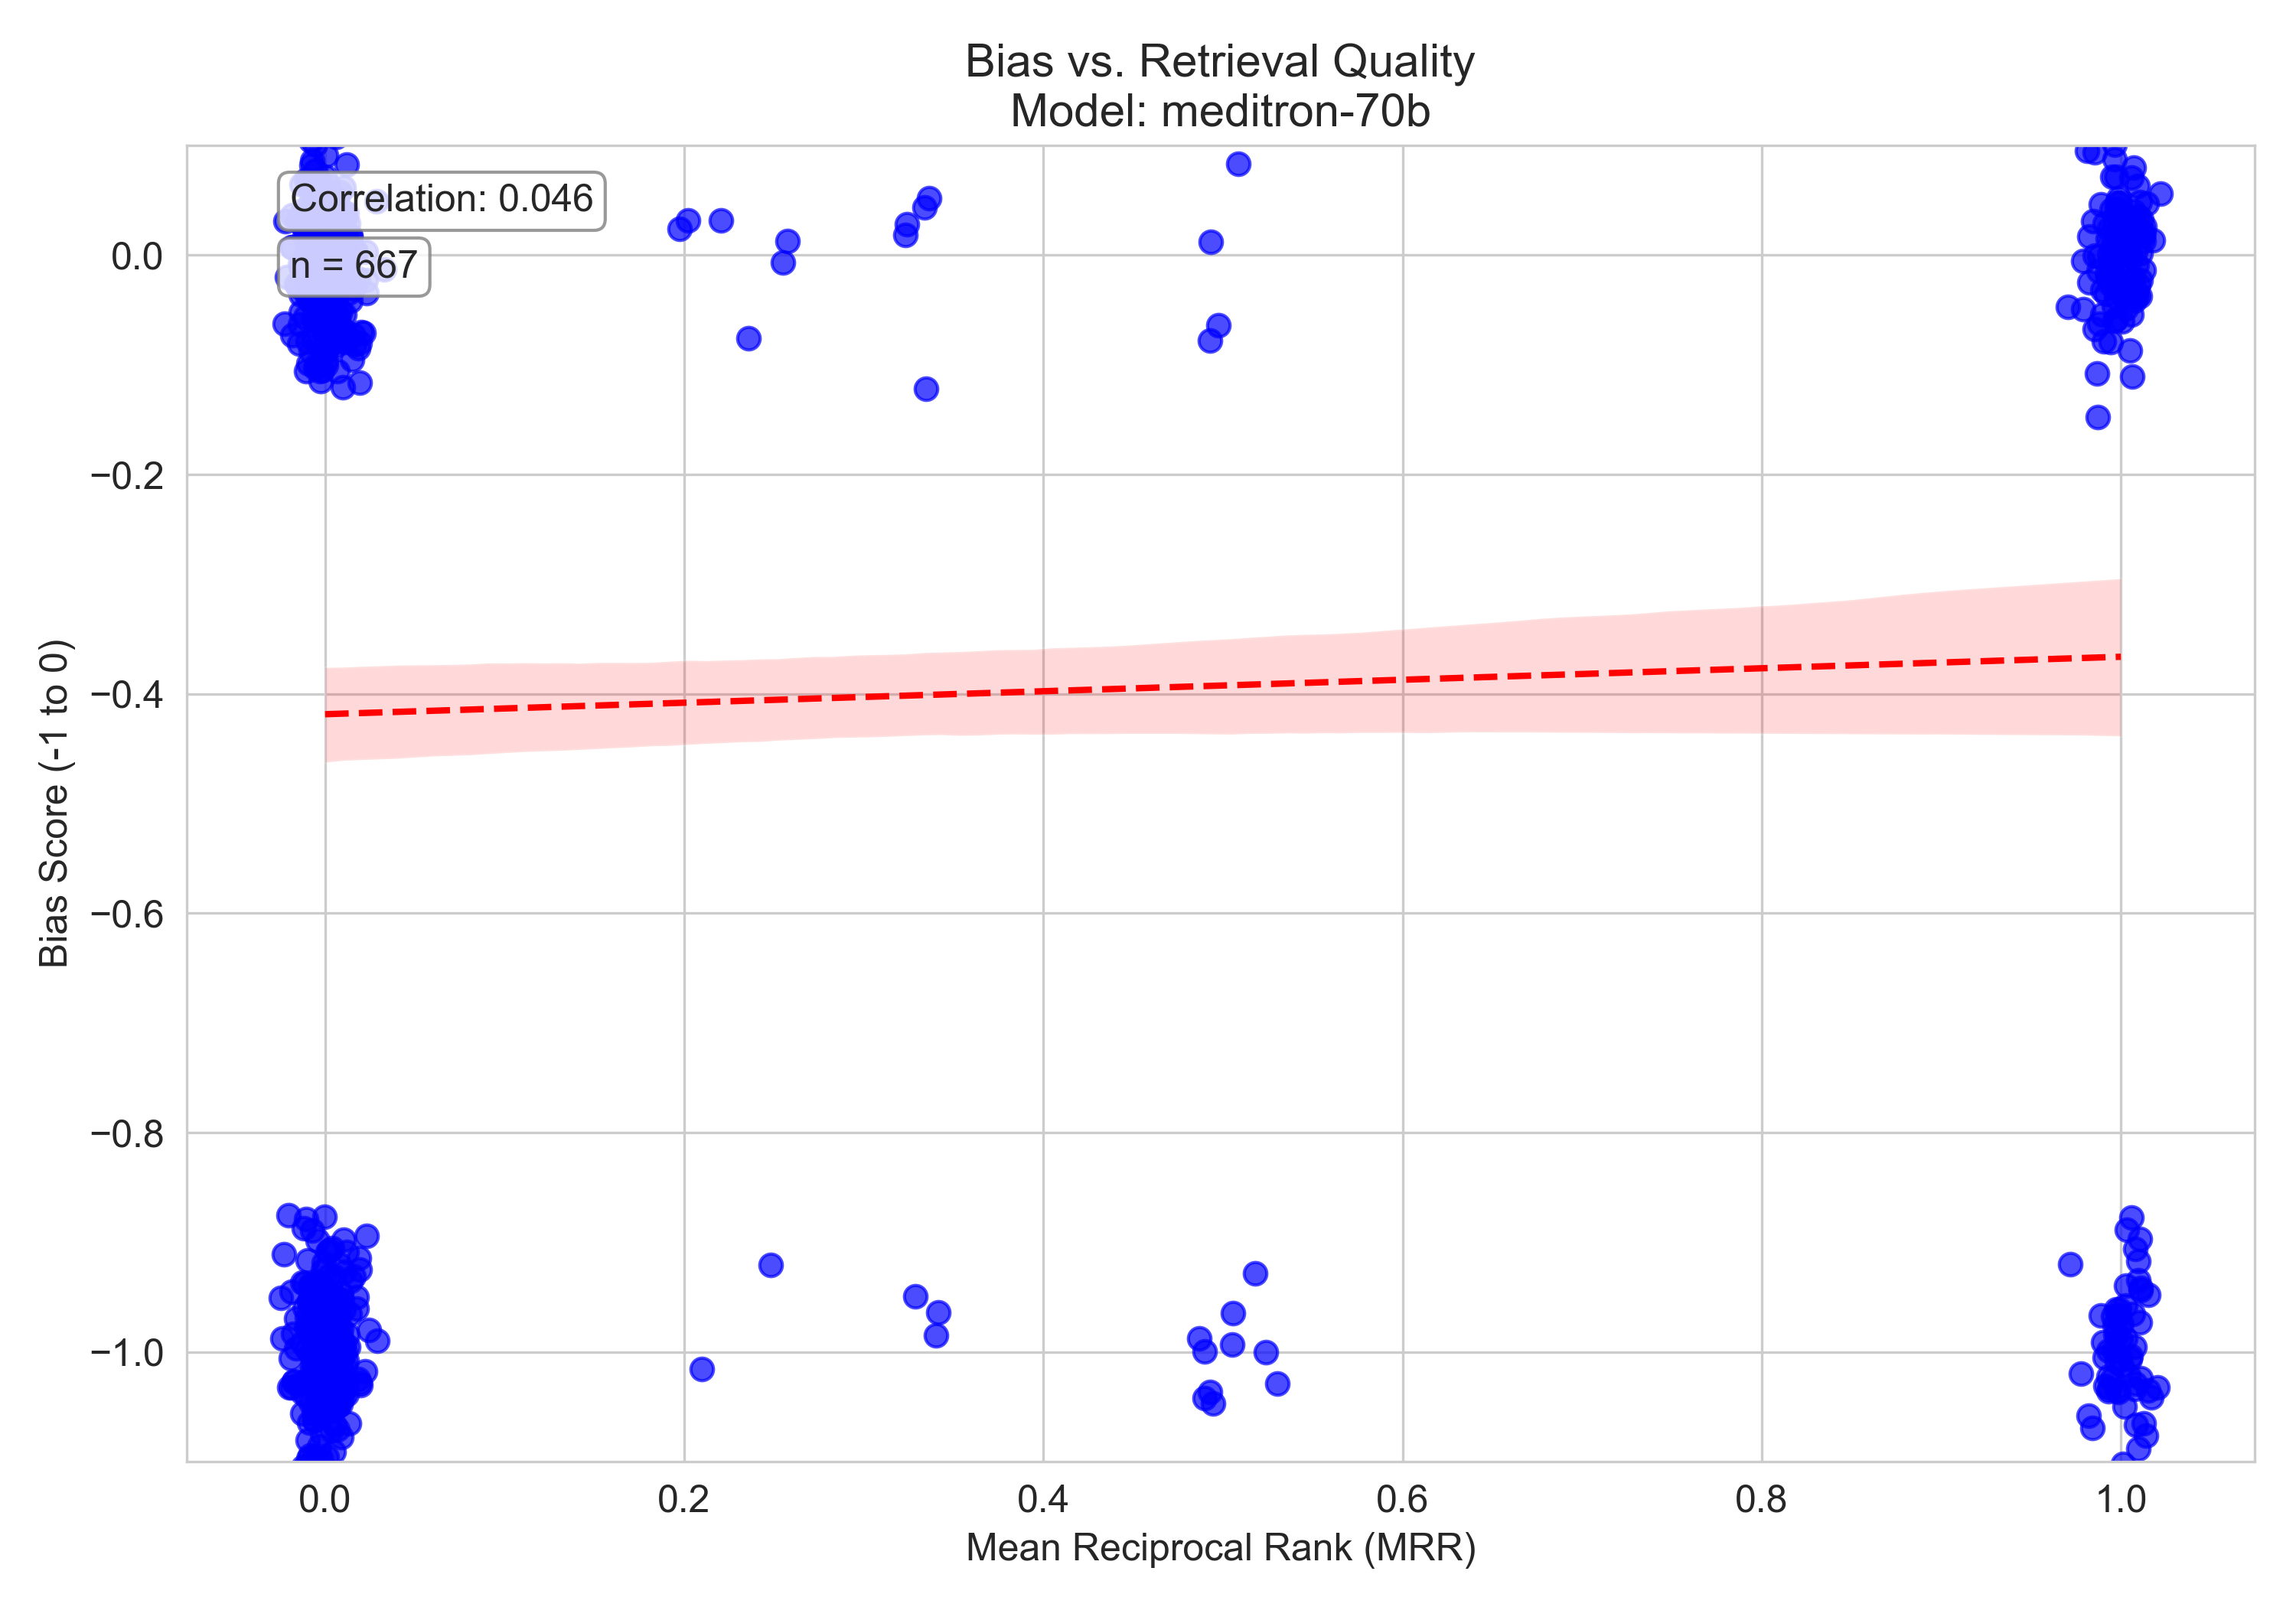 Bias vs. Retrieval Quality
Model: meditron-70b
Correlation: 0.046
n = 667
0.0
−0.2
−0.4
−0.6
−0.8
−1.0
Bias Score (-1 to 0)
0.0 0.2 0.4 0.6 0.8 1.0
Mean Reciprocal Rank (MRR)